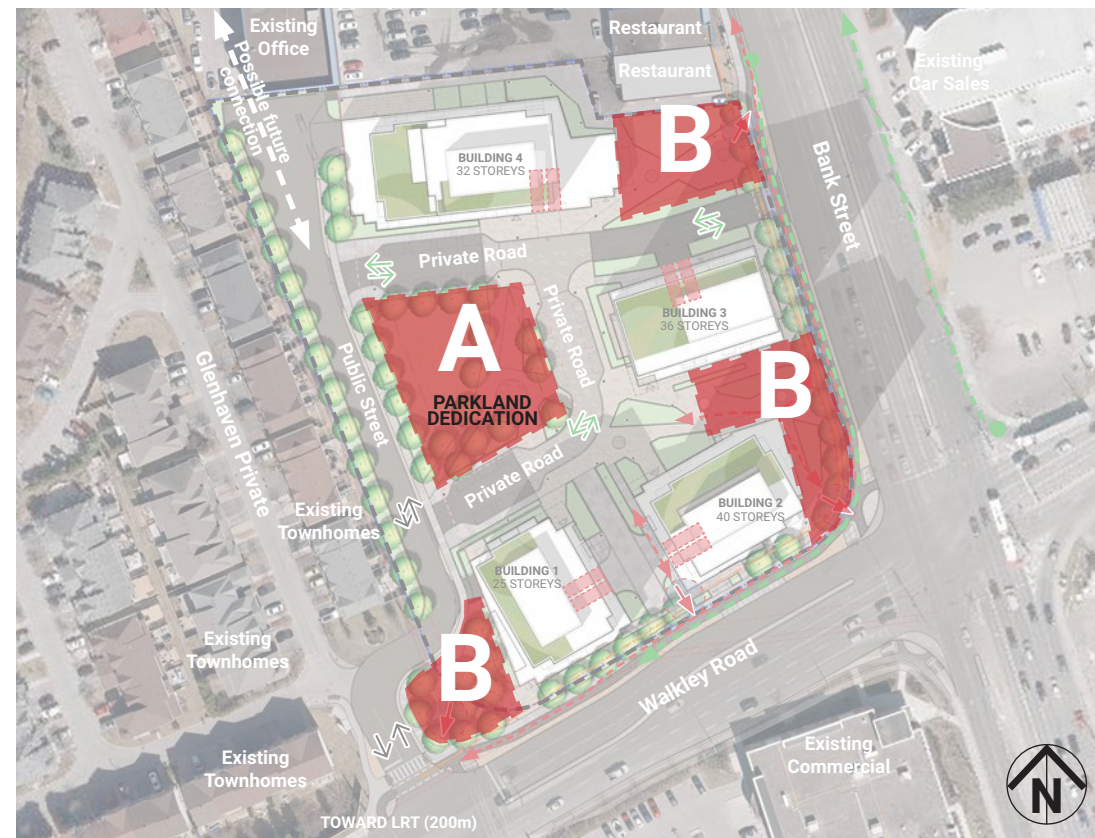 Existing
Office
Restaurant
Restaurant
Existing
Car Sales
Possible future
connection
B
BUILDING 4
32 STOREYS
Bank Street
Private Road
A
PARKLAND
DEDICATION
Private Road
BUILDING 3
36 STOREYS
B
Glenhaven Private
Public Street
Private Road
Existing
Townhomes
BUILDING 2
40 STOREYS
BUILDING 1
25 STOREYS
B
Existing
Townhomes
Walkley Road
Existing
Townhomes
Existing
Commercial
N
TOWARD LRT (200m)